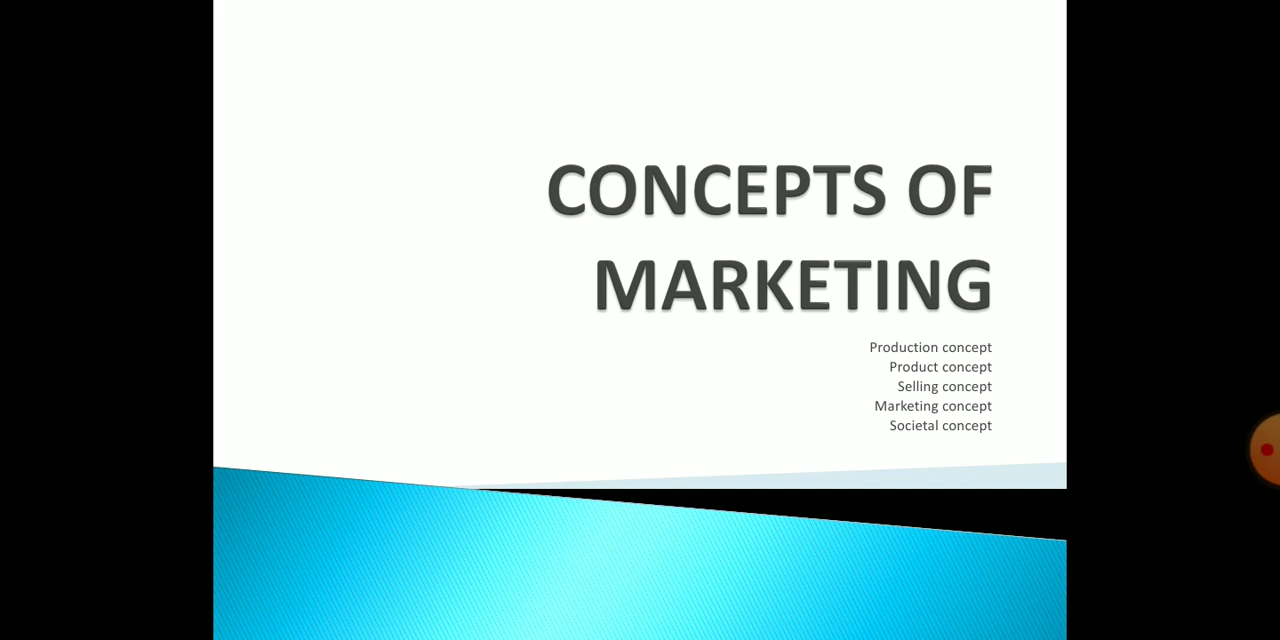 CONCEPTS OF
MARKETING
Production concept
Product concept
Selling concept
Marketing concept
Societal concept